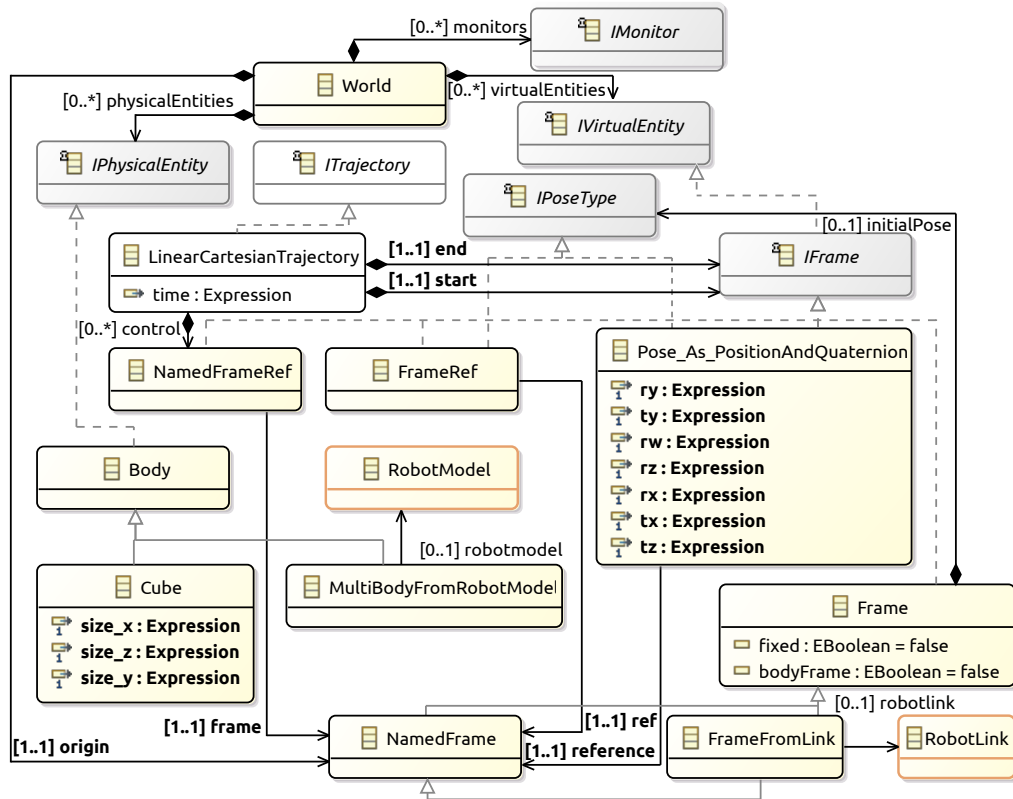 [0..*] monitors
IMonitor
World
[0..*] virtualEntities
[0..*] physicalEntities
IVirtualEntity
IPhysicalEntity
ITrajectory
IPoseType
[0..1] initialPose
LinearCartesianTrajectory
time : Expression
[1..1] end
[1..1] start
IFrame
[0..*] control
NamedFrameRef
FrameRef
Pose_As_PositionAndQuaternion
ry : Expression
ty : Expression
rw : Expression
rz : Expression
rx : Expression
tx : Expression
tz : Expression
Body
RobotModel
[0..1] robotmodel
Cube
size_x : Expression
size_z : Expression
size_y : Expression
MultiBodyFromRobotModel
Frame
fixed : EBoolean = false
bodyFrame : EBoolean = false
[0..1] robotlink
[1..1] frame
[1..1] ref
[1..1] origin
[1..1] reference
NamedFrame
FrameFromLink
RobotLink